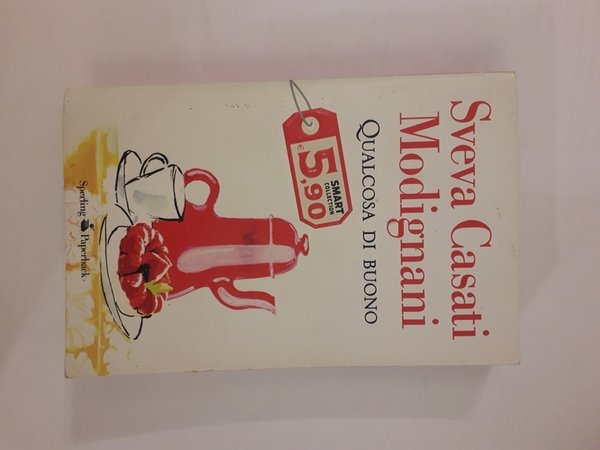 Sveva Casati
Modignani
QUALCOSA DI BUONO
SMART
COLLECTION
€ 5,90
Sperling Paperback